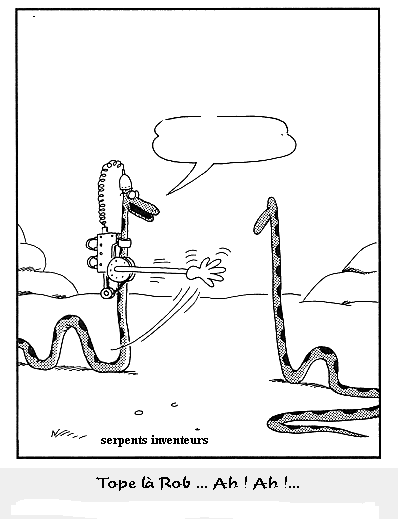 serpents inventeurs
Tope là Rob ... Ah ! Ah !...